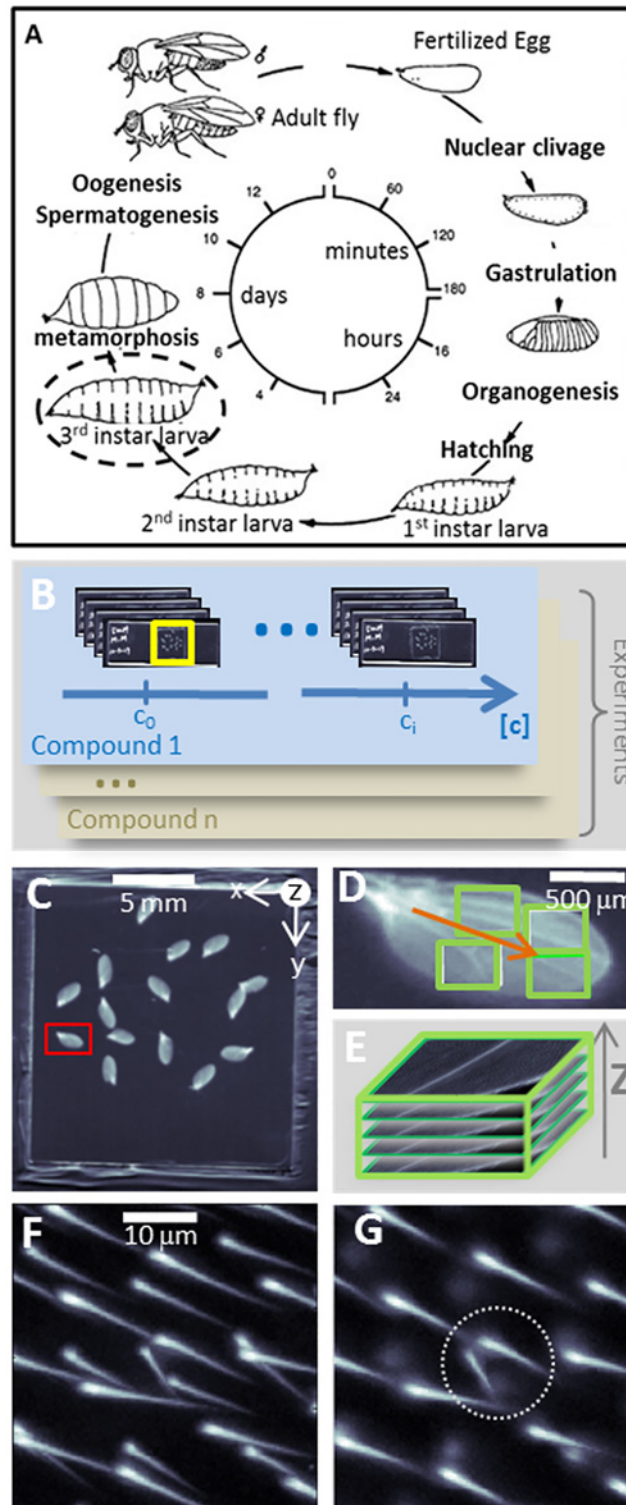 A
♂
Fertilized Egg
♀ Adult fly
Nuclear clivage
Oogenesis
Spermatogenesis
0
12
60
10
minutes
120
Gastrulation
8
days
180
metamorphosis
hours
6
16
4
24
Organogenesis
3rd instar larva
Hatching
2nd instar larva
1st instar larva
B
c0
ci
[c]
Compound 1
Compound n
Experiments
C
5 mm
x
z
y
D
500 μm
E
Z
F
10 μm
G